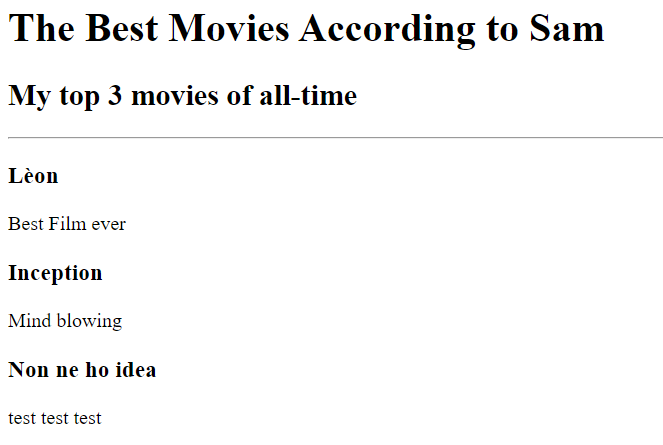 The Best Movies According to Sam
My top 3 movies of all-time
Lèon
Best Film ever
Inception
Mind blowing
Non ne ho idea
test test test